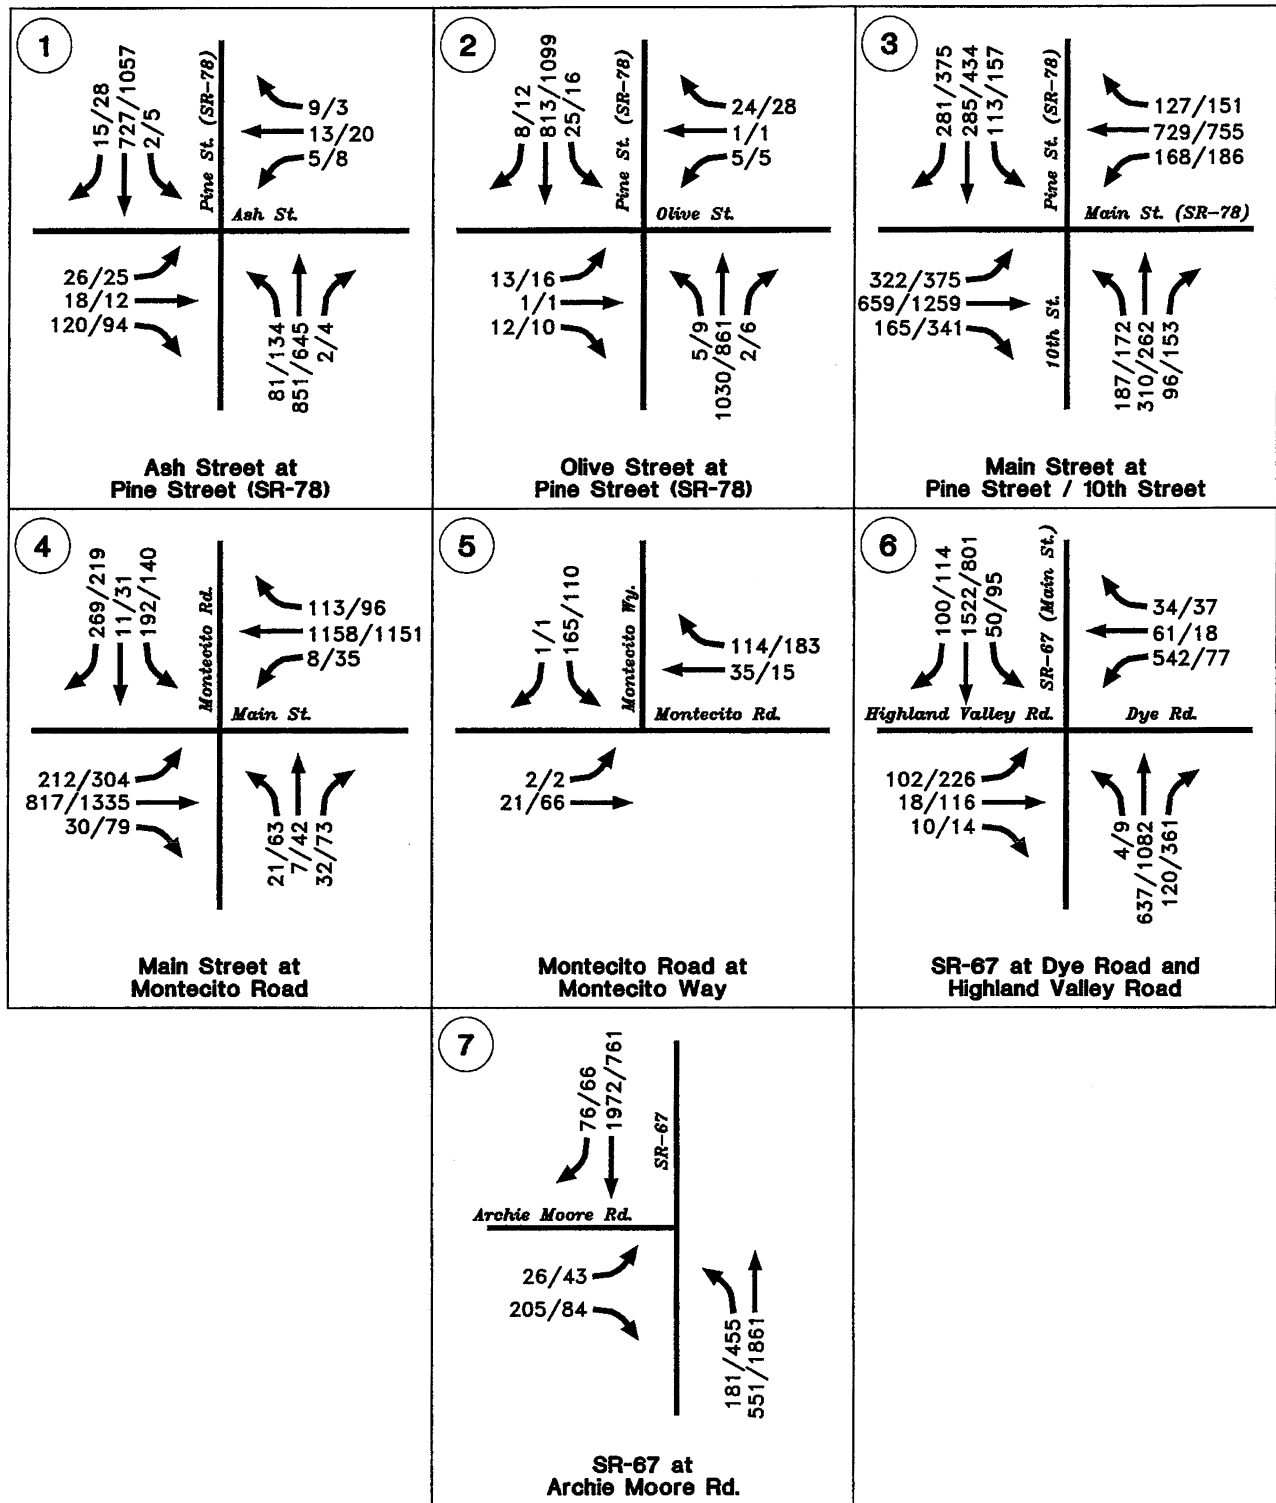 1
15/28
727/1057
2/5
Pine St. (SR-78)
9/3
13/20
5/8
Ash St.
26/25
18/12
120/94
81/134
851/645
2/4
Ash Street at
Pine Street (SR-78)
2
8/12
813/1099
25/16
Pine St. (SR-78)
24/28
1/1
5/5
Olive St.
13/16
1/1
12/10
5/9
1030/861
2/6
Olive Street at
Pine Street (SR-78)
3
281/375
285/434
113/157
Pine St. (SR-78)
127/151
729/755
168/186
Main St. (SR-78)
322/375
659/1259
165/341
10th St.
187/172
310/262
96/153
Main Street at
Pine Street / 10th Street
4
269/219
11/31
192/140
Montecito Rd.
113/96
1158/1151
8/35
Main St.
212/304
817/1335
30/79
21/63
7/42
32/73
Main Street at
Montecito Road
5
1/1
165/110
Montecito Wy.
114/183
35/15
Montecito Rd.
2/2
21/66
Montecito Road at
Montecito Way
6
100/114
1522/801
50/95
SR-67 (Main St.)
34/37
61/18
542/77
Highland Valley Rd.
Dye Rd.
102/226
18/116
10/14
4/9
637/1082
120/361
SR-67 at Dye Road and
Highland Valley Road
7
76/66
1972/761
SR-67
Archie Moore Rd.
26/43
205/84
181/455
551/1861
SR-67 at
Archie Moore Rd.